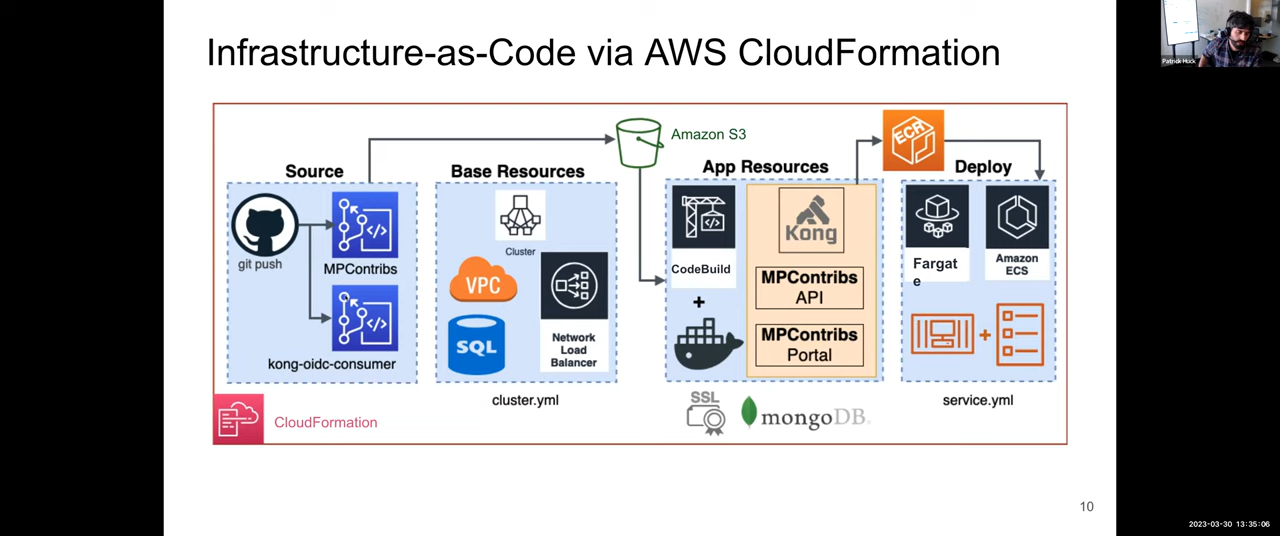 Infrastructure-as-Code via AWS CloudFormation
Patrick Huck
Amazon S3
ECR
Source
Base Resources
App Resources
Deploy
git push
MPContribs
kong-oidc-consumer
Cluster
VPC
SQL
Network
Load
Balancer
cluster.yml
CodeBuild
+
Kong
MPContribs
API
MPContribs
Portal
Fargat
e
Amazon
ECS
+
service.yml
SSL
mongoDB.
CloudFormation
10
2023-03-30 13:35:06